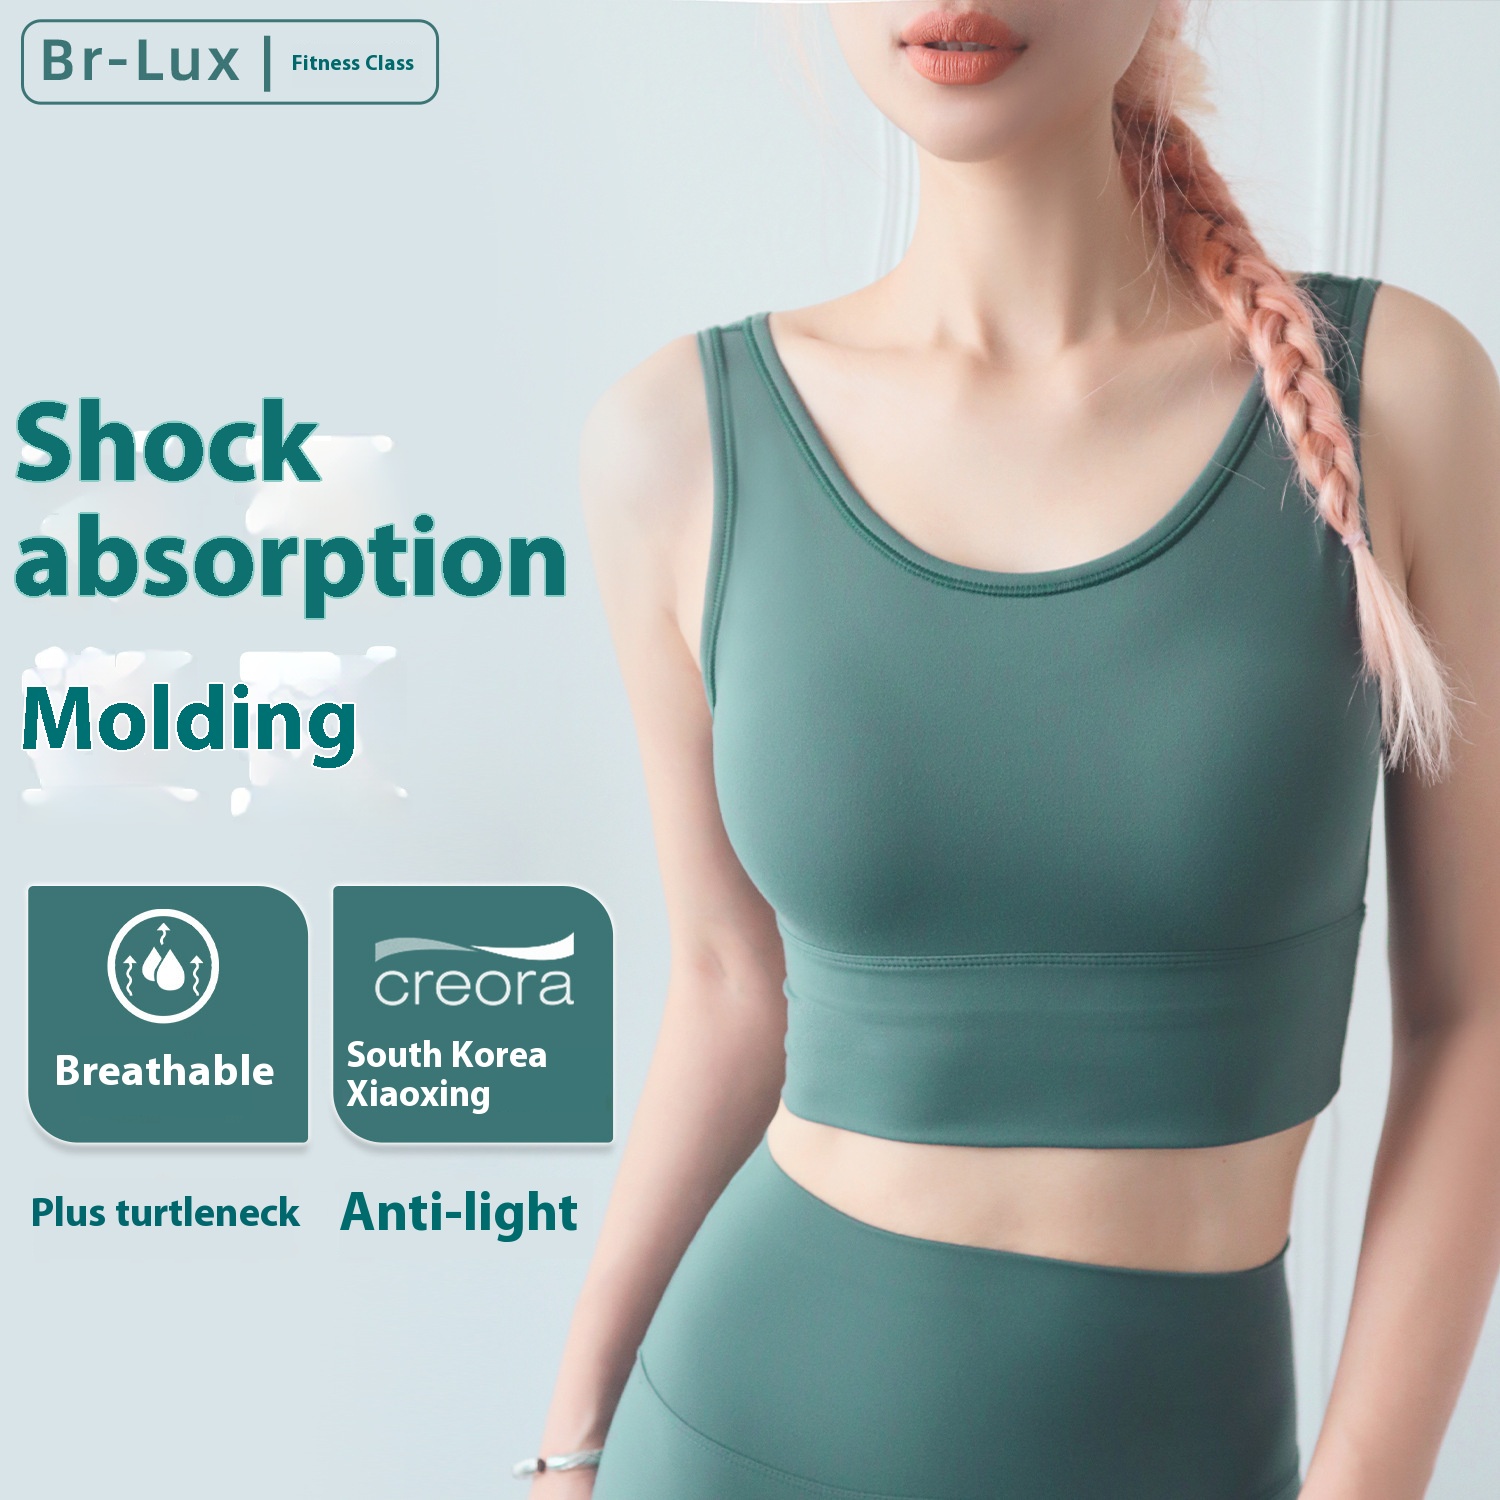 Br-Lux | Fitness Class
Shock
absorption
Molding
Breathable
creora
South Korea
Xiaoxing
Plus turtleneck
Anti-light